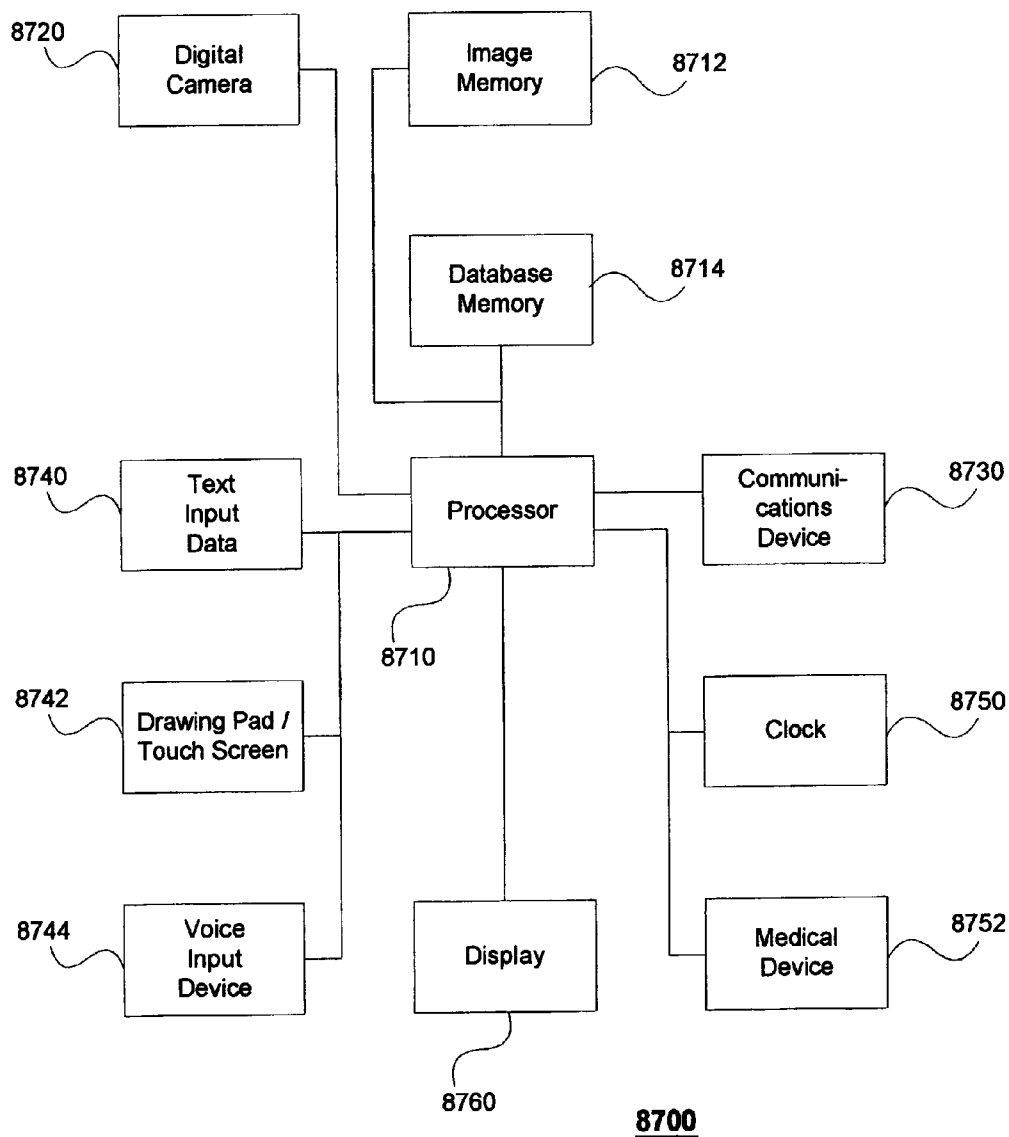 8720
Digital
Camera
Image
Memory
8712
Database
Memory
8714
8740
Text
Input
Data
Processor
8710
Communi-
cations
Device
8730
8742
Drawing Pad /
Touch Screen
Clock
8750
8744
Voice
Input
Device
Display
8760
Medical
Device
8752
8700